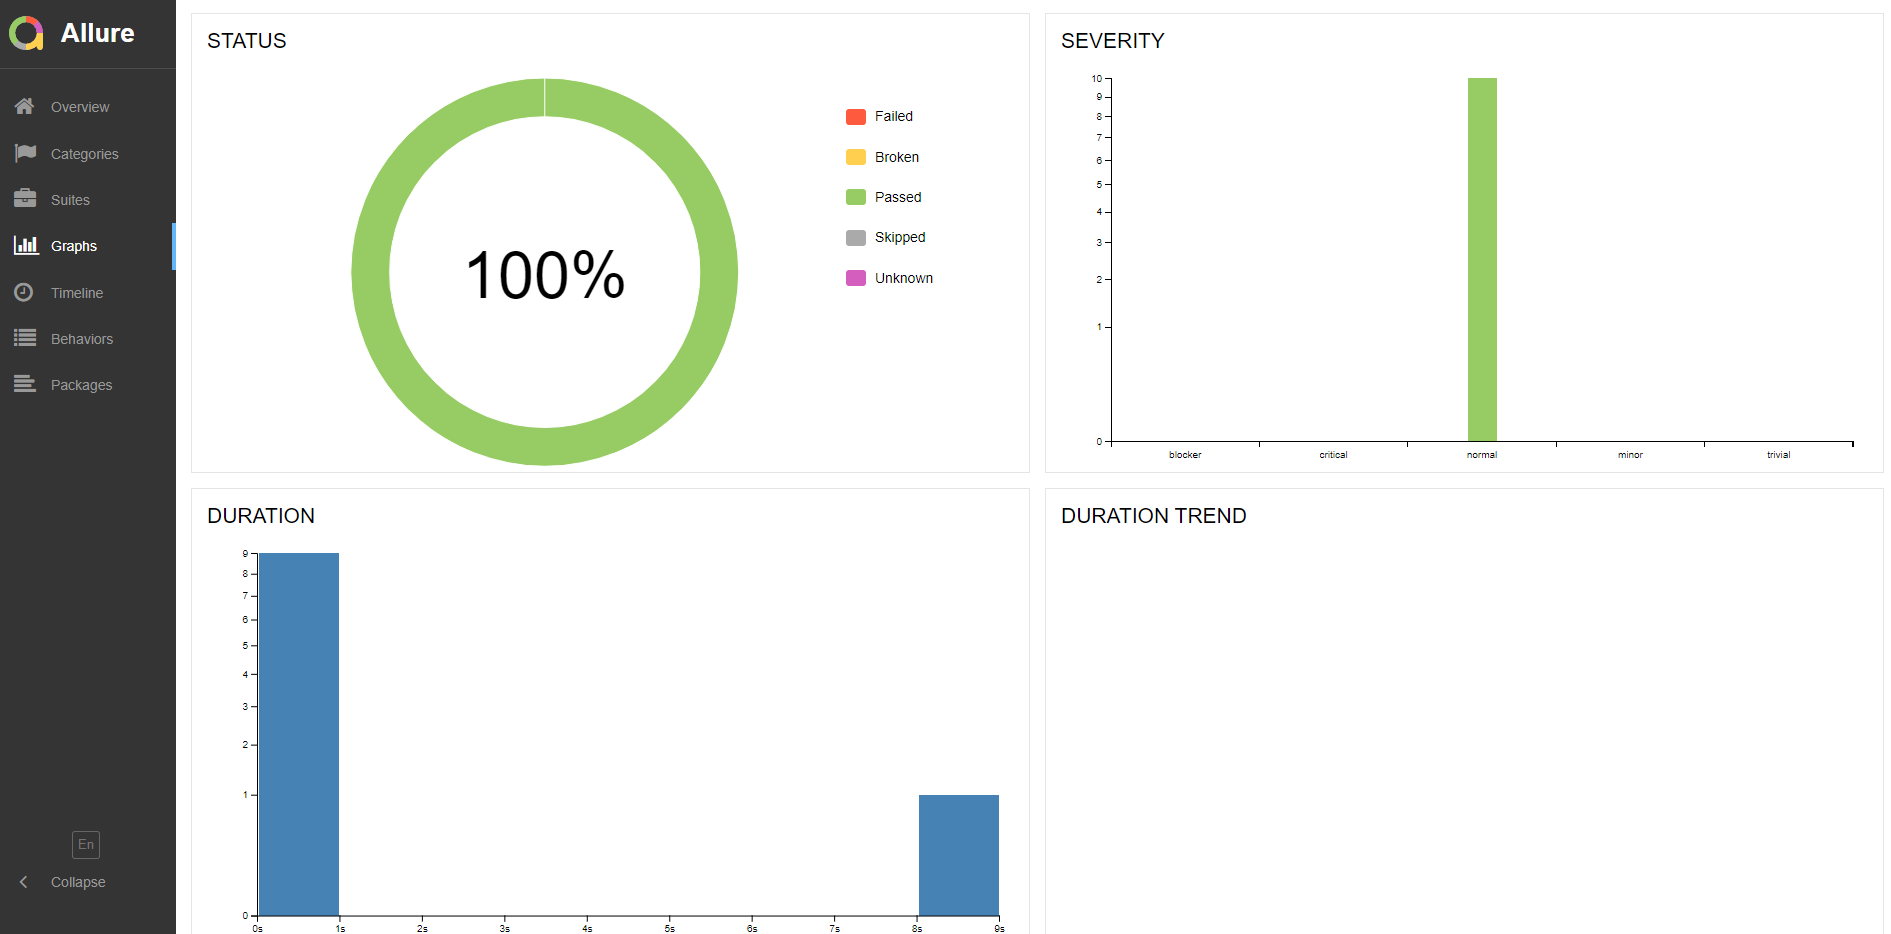 Allure
Overview
Categories
Suites
Graphs
Timeline
Behaviors
Packages
En
Collapse
STATUS
100%
Failed
Broken
Passed
Skipped
Unknown
SEVERITY
10
9
8
7
6
5
4
3
2
1
0
blocker critical normal minor trivial
DURATION
9
8
7
6
5
4
3
2
1
0
0s 1s 2s 3s 4s 5s 6s 7s 8s 9s
DURATION TREND